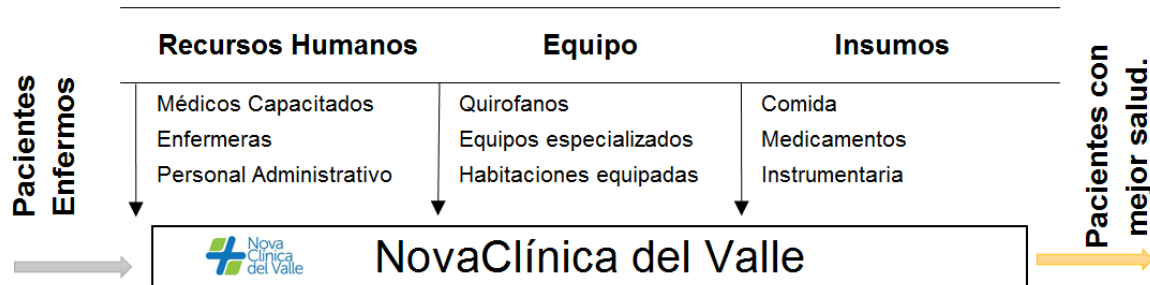 Pacientes
Enfermos
Recursos Humanos
Equipo
Insumos
Médicos Capacitados
Quirofanos
Comida
Enfermeras
Equipos especializados
Medicamentos
Personal Administrativo
Habitaciones equipadas
Instrumentaria
Nova
Clínica
del Valle
NovaClínica del Valle
Pacientes con
mejor salud.